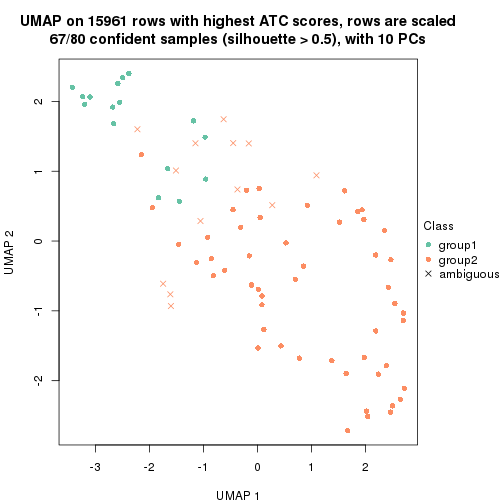 UMAP on 15961 rows with highest ATC scores, rows are scaled
67/80 confident samples (silhouette > 0.5), with 10 PCs
2
1
0
-1
-2
UMAP 2
-3
-2
-1
0
1
2
UMAP 1
Class
group1
group2
ambiguous